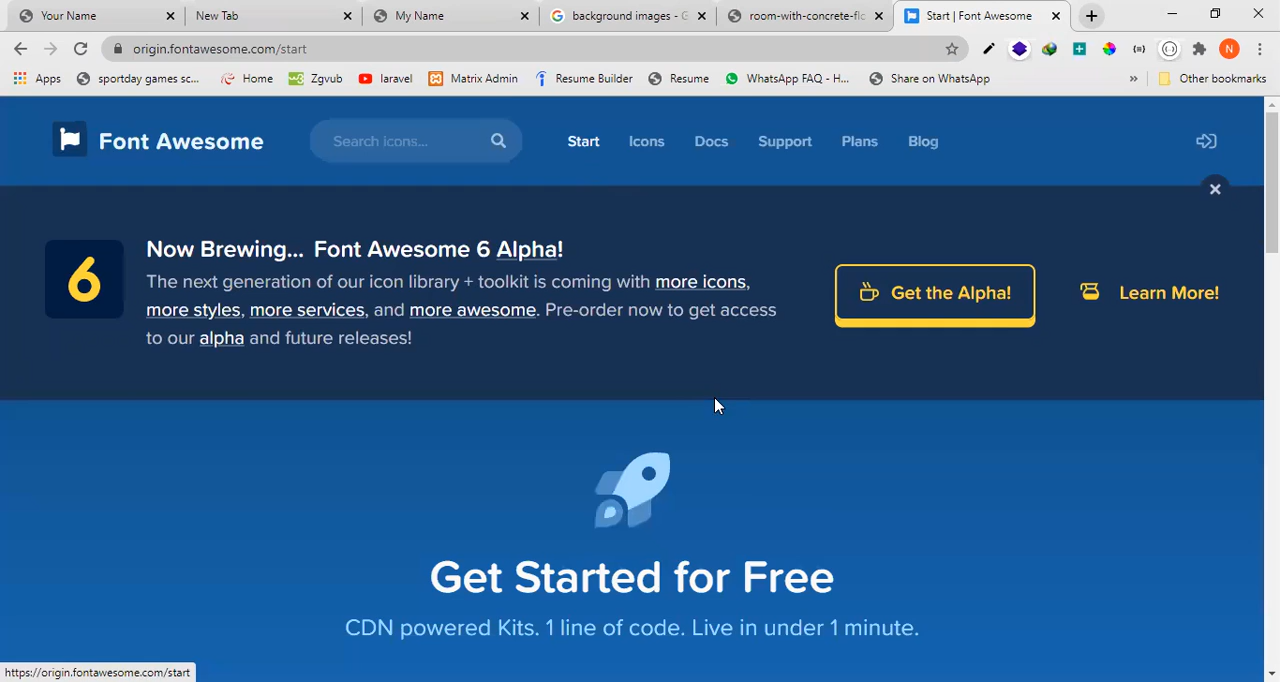 Your Name
New Tab
My Name
background images - G
room-with-concrete-flo
Start | Font Awesome
origin.fontawesome.com/start
N
Apps
sportday games sc...
Home
Zgvub
laravel
Matrix Admin
Resume Builder
Resume
WhatsApp FAQ - H...
Share on WhatsApp
»
Other bookmarks
Font Awesome
Search icons...
Start
Icons
Docs
Support
Plans
Blog
6
Now Brewing... Font Awesome 6 Alpha!
The next generation of our icon library + toolkit is coming with more icons,
more styles, more services, and more awesome. Pre-order now to get access
to our alpha and future releases!
Get the Alpha!
Learn More!
Get Started for Free
CDN powered Kits. 1 line of code. Live in under 1 minute.
https://origin.fontawesome.com/start